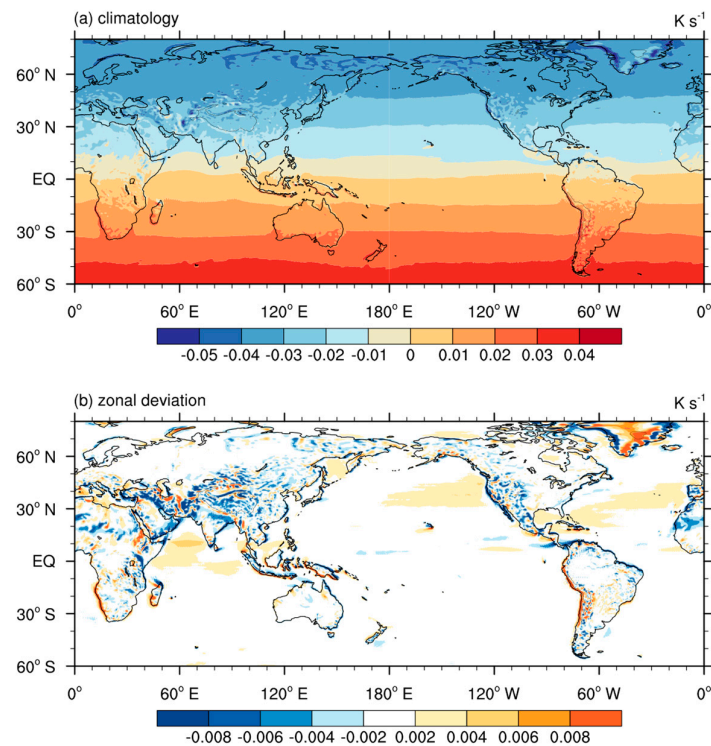 (a) climatology K s⁻¹
60° N
30° N
EQ
30° S
60° S
0° 60° E 120° E 180° E 120° W 60° W 0°
-0.05 -0.04 -0.03 -0.02 -0.01 0 0.01 0.02 0.03 0.04
(b) zonal deviation K s⁻¹
60° N
30° N
EQ
30° S
60° S
0° 60° E 120° E 180° E 120° W 60° W 0°
-0.008 -0.006 -0.004 -0.002 0.002 0.004 0.006 0.008